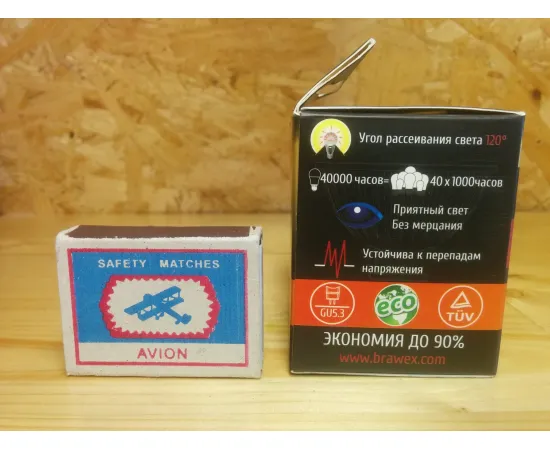 SAFETY MATCHES
AVION
Угол рассеивания света 120°
40000 часов=
40 x 1000часов
Приятный свет
Без мерцания
Устойчива к перепадам
напряжения
GU5.3
eco
TÜV
ЭКОНОМИЯ ДО 90%
www.brawex.com